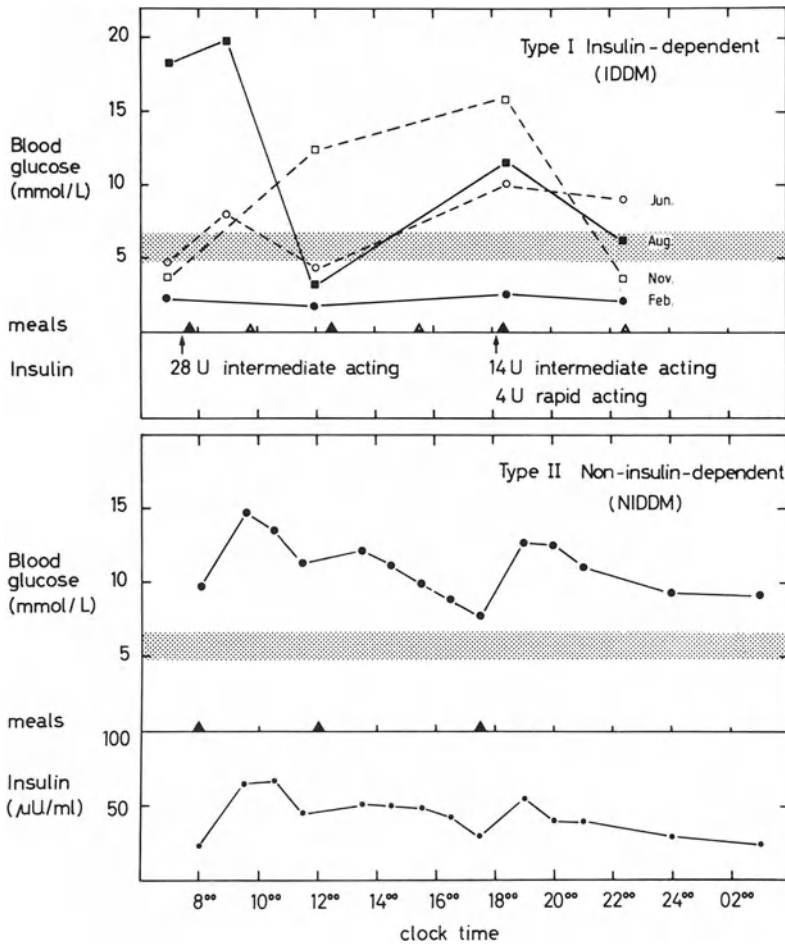 20
Type I Insulin-dependent
(IDDM)
15
Blood
glucose
(mmol/L)
10
Jun.
Aug.
5
Nov.
Feb.
meals
Insulin
28 U intermediate acting
14 U intermediate acting
4 U rapid acting
Type II Non-insulin-dependent
(NIDDM)
15
Blood
glucose
(mmol/L)
10
5
meals
100
Insulin
(µU/ml)
50
8⁰⁰ 10⁰⁰ 12⁰⁰ 14⁰⁰ 16⁰⁰ 18⁰⁰ 20⁰⁰ 22⁰⁰ 24⁰⁰ 02⁰⁰
clock time